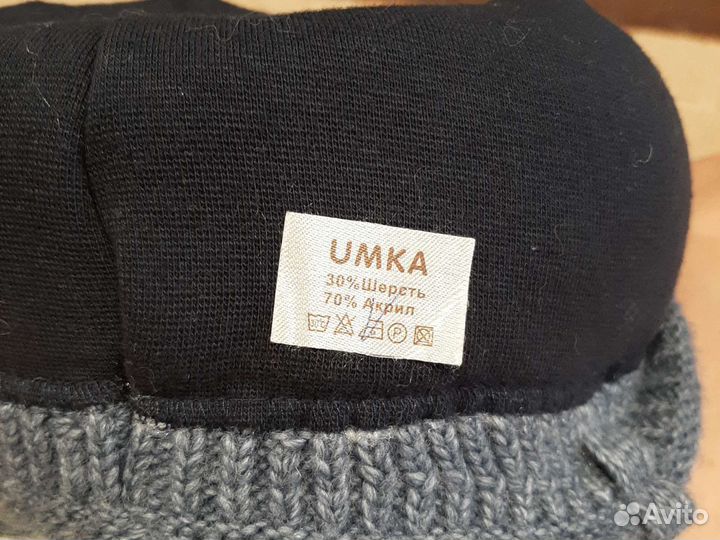 UMKA
30% Шерсть
70% Акрил
P
Avito